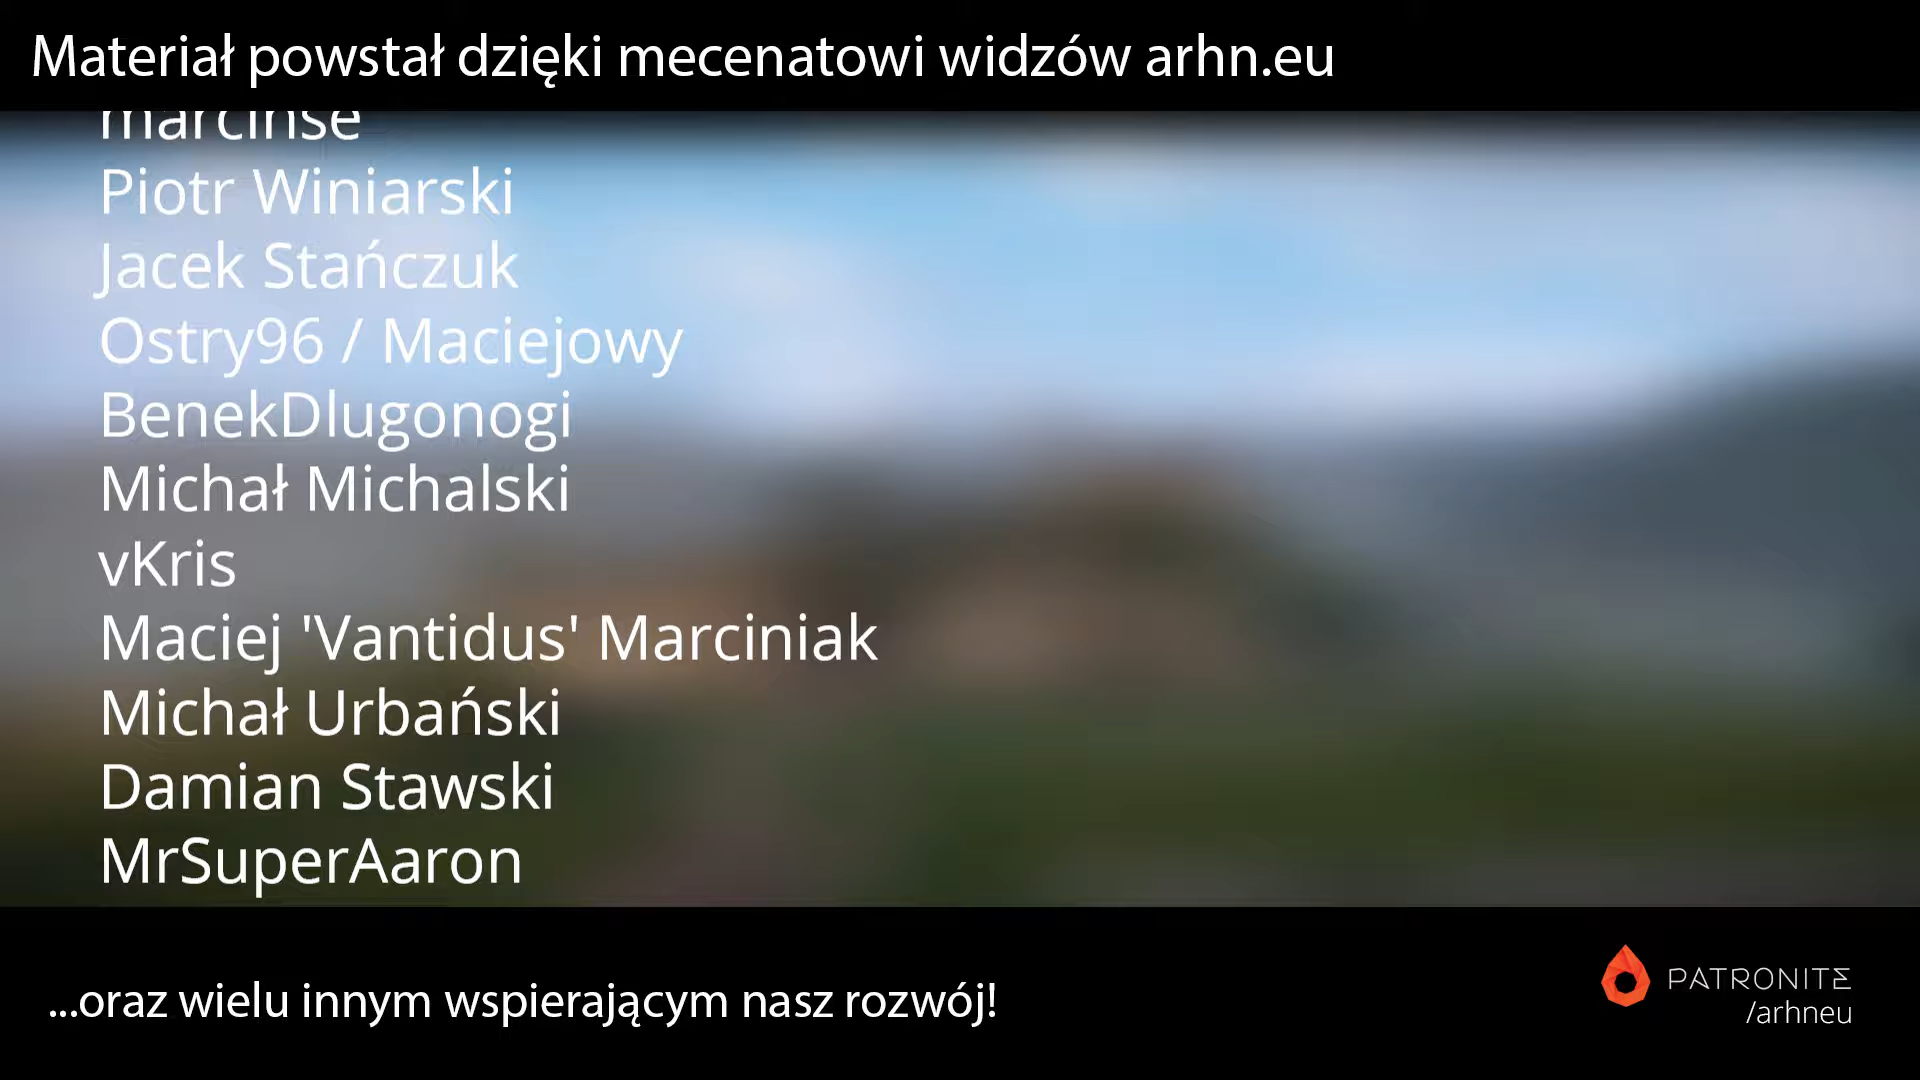 Materiał powstał dzięki mecenatowi widzów arhn.eu
marcinse
Piotr Winiarski
Jacek Stańczuk
Ostry96 / Maciejowy
BenekDlugonogi
Michał Michalski
vKris
Maciej 'Vantidus' Marciniak
Michał Urbański
Damian Stawski
MrSuperAaron
...oraz wielu innym wspierającym nasz rozwój!
PATRONITE
/arhneu